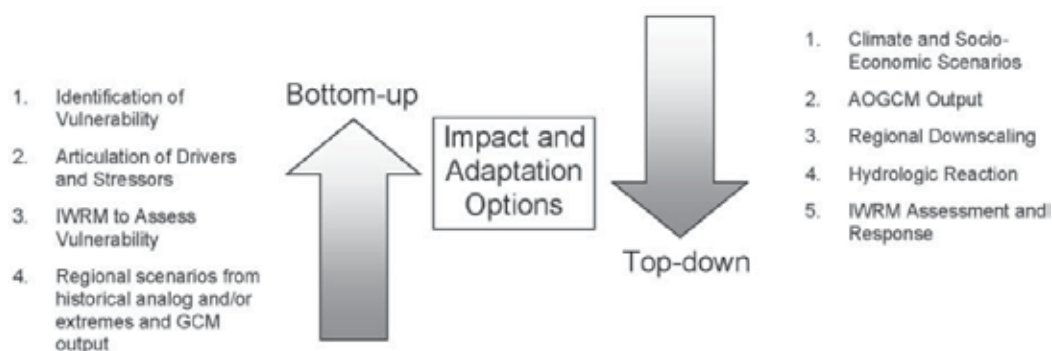 1. Identification of
Vulnerability
2. Articulation of Drivers
and Stressors
3. IWRM to Assess
Vulnerability
4. Regional scenarios from
historical analog and/or
extremes and GCM
output
Bottom-up
Impact and
Adaptation
Options
Top-down
1. Climate and Socio-
Economic Scenarios
2. AOGCM Output
3. Regional Downscaling
4. Hydrologic Reaction
5. IWRM Assessment and
Response